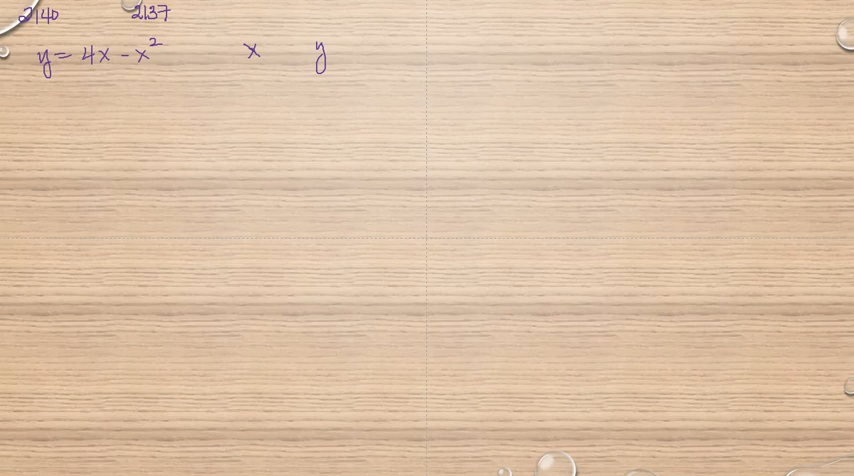 2140 2137
y = 4x - x² x y